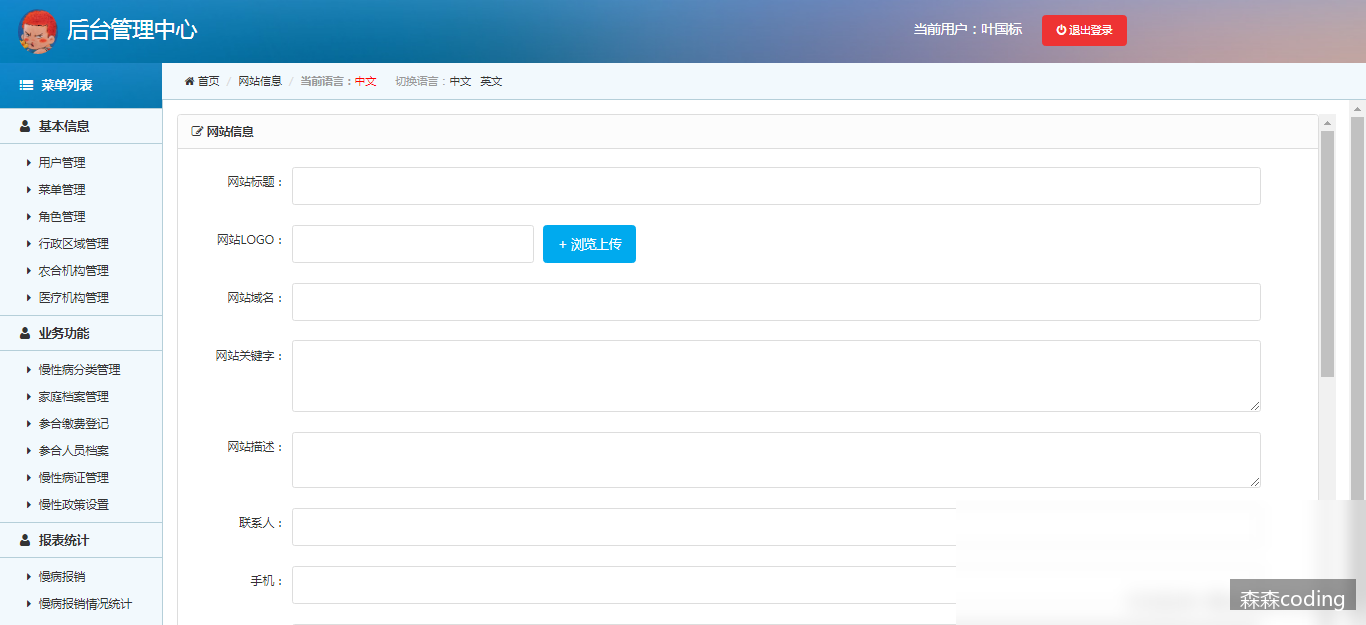 后台管理中心
当前用户：叶国标
退出登录
菜单列表
首页 / 网站信息 / 当前语言：中文 切换语言：中文 英文
基本信息
用户管理
菜单管理
角色管理
行政区域管理
农合机构管理
医疗机构管理
业务功能
慢性病分类管理
家庭档案管理
参合缴费登记
参合人员档案
慢性病证管理
慢性政策设置
报表统计
慢病报销
慢病报销情况统计
网站信息
网站标题：
网站LOGO：
+ 浏览上传
网站域名：
网站关键字：
网站描述：
联系人：
手机：
森森coding